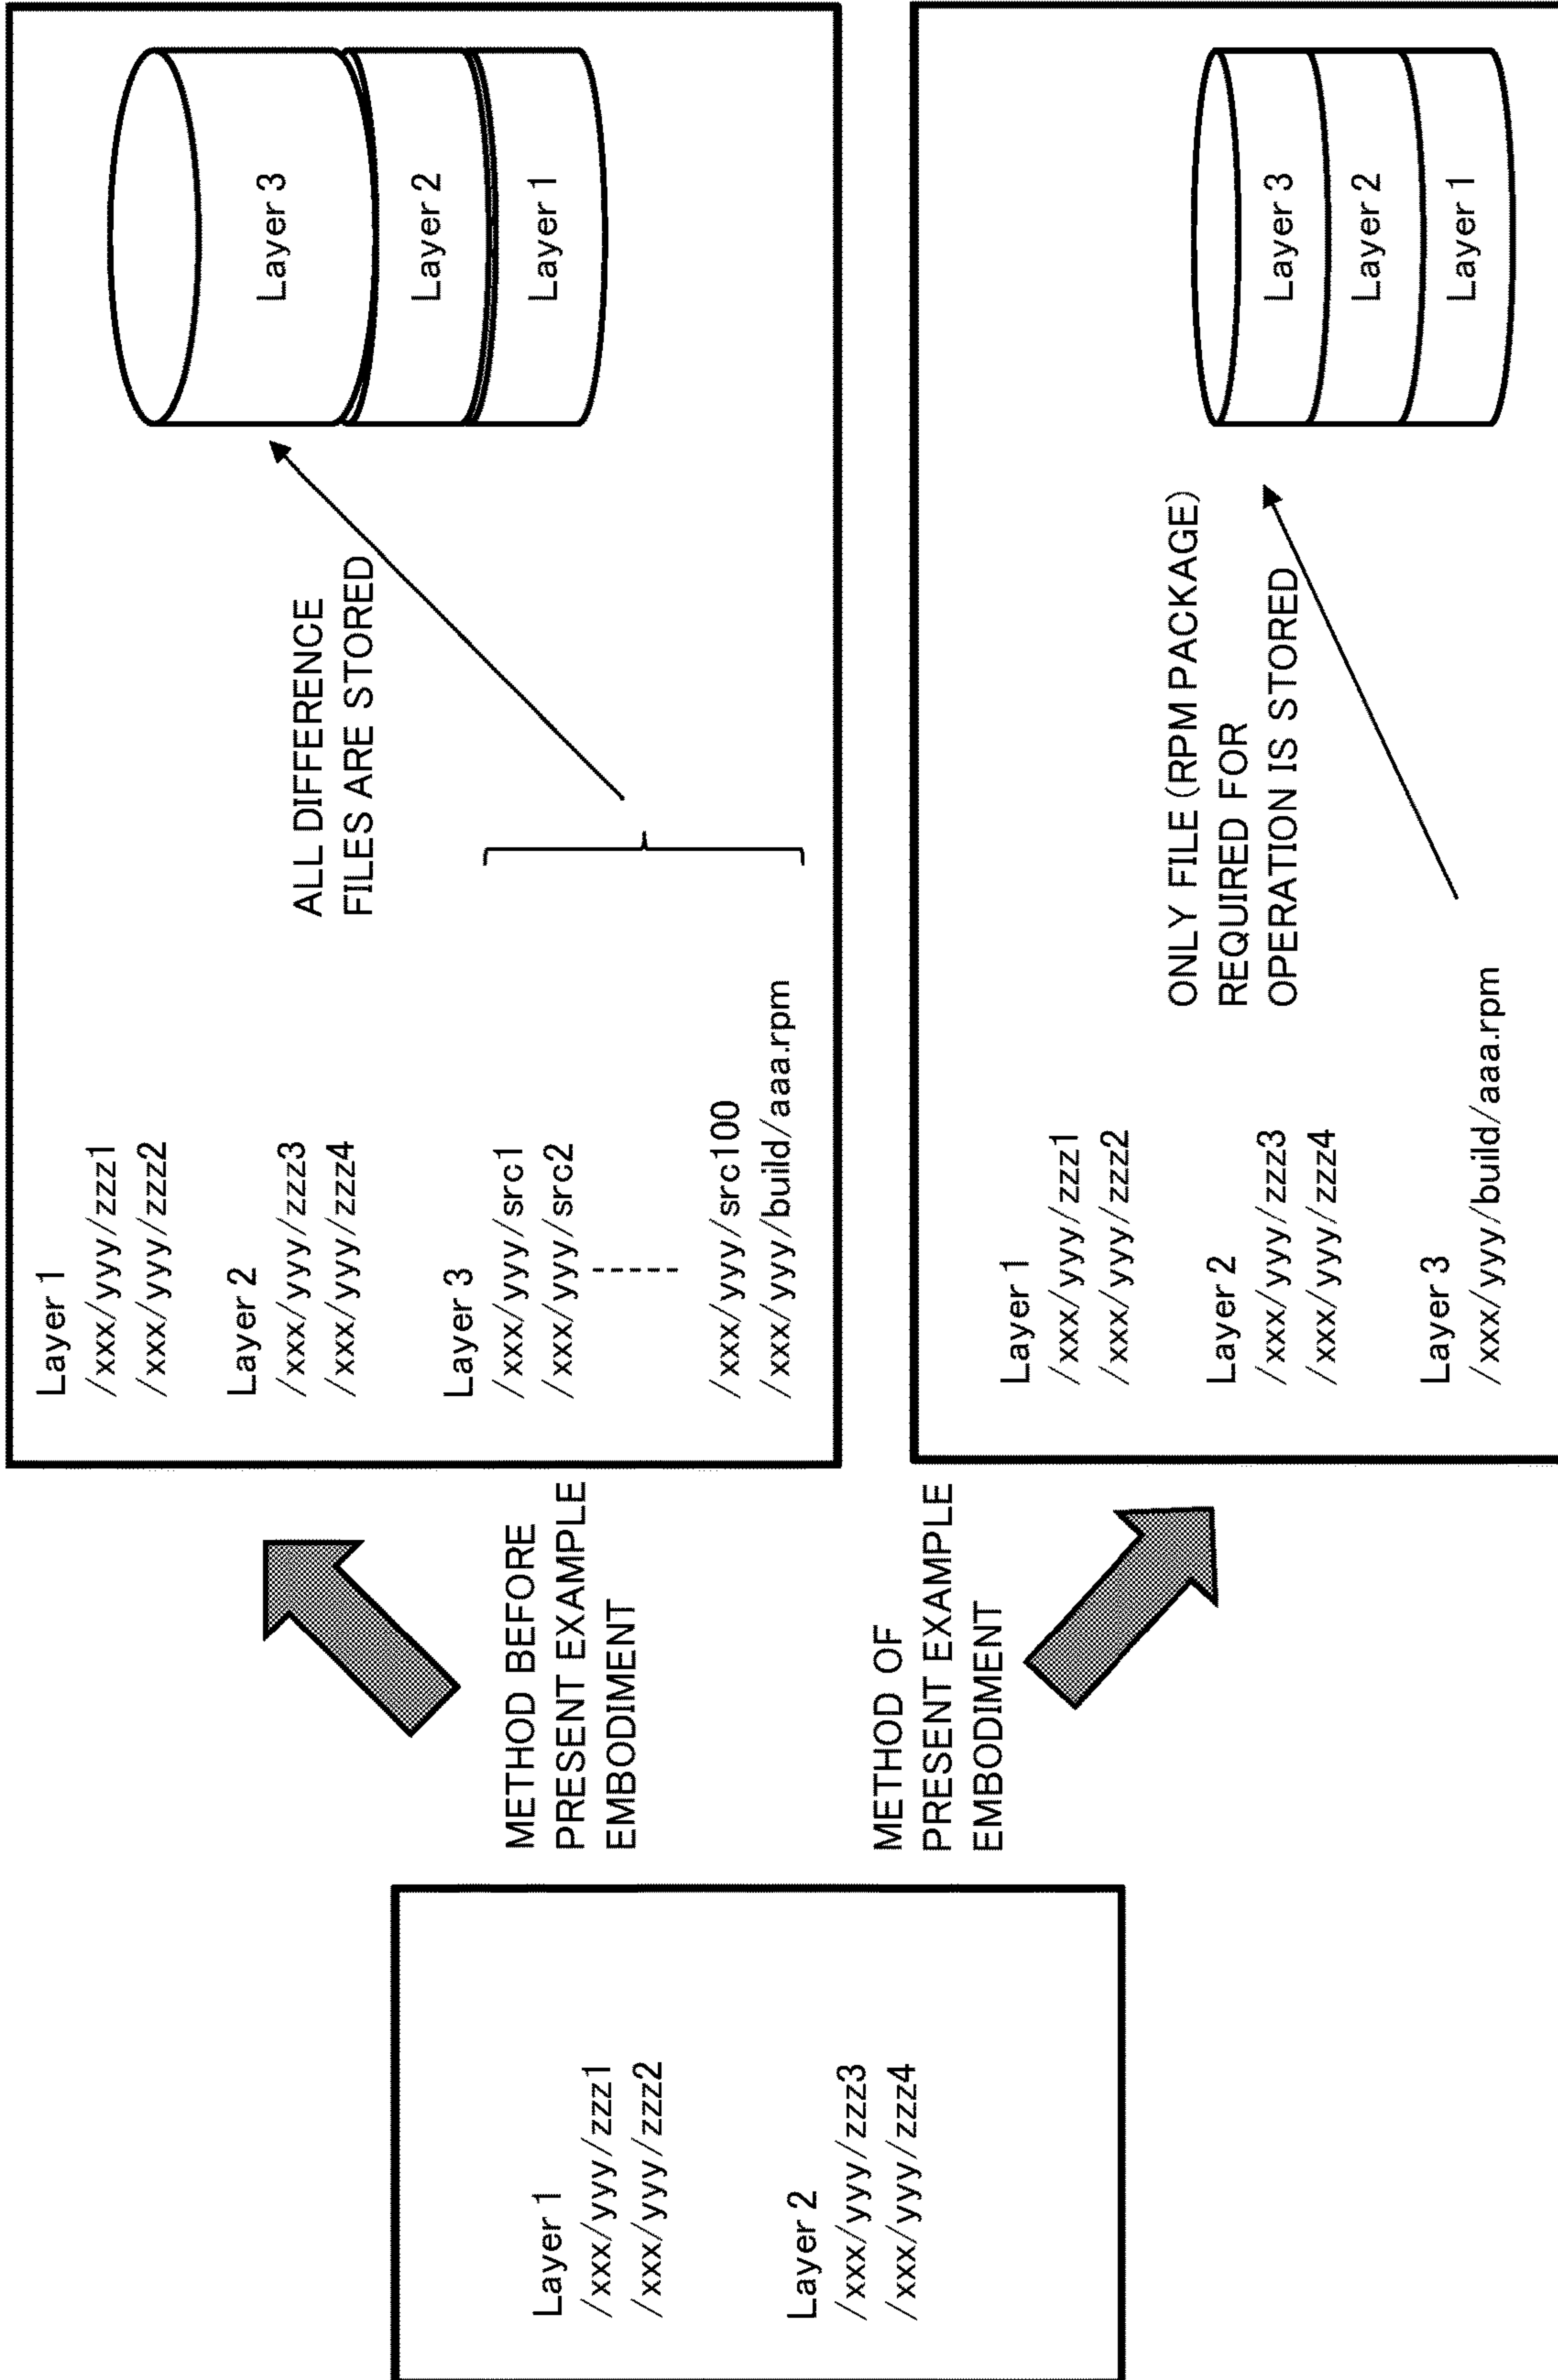 Layer 1
/xxx/yyy/zzz1
/xxx/yyy/zzz2
Layer 2
/xxx/yyy/zzz3
/xxx/yyy/zzz4
METHOD BEFORE
PRESENT EXAMPLE
EMBODIMENT
METHOD OF
PRESENT EXAMPLE
EMBODIMENT
Layer 1
/xxx/yyy/zzz1
/xxx/yyy/zzz2
Layer 2
/xxx/yyy/zzz3
/xxx/yyy/zzz4
Layer 3
/xxx/yyy/src1
/xxx/yyy/src2
/xxx/yyy/src100
/xxx/yyy/build/aaa.rpm
ALL DIFFERENCE
FILES ARE STORED
Layer 3
Layer 2
Layer 1
Layer 1
/xxx/yyy/zzz1
/xxx/yyy/zzz2
Layer 2
/xxx/yyy/zzz3
/xxx/yyy/zzz4
Layer 3
/xxx/yyy/build/aaa.rpm
ONLY FILE (RPM PACKAGE)
REQUIRED FOR
OPERATION IS STORED
Layer 3
Layer 2
Layer 1